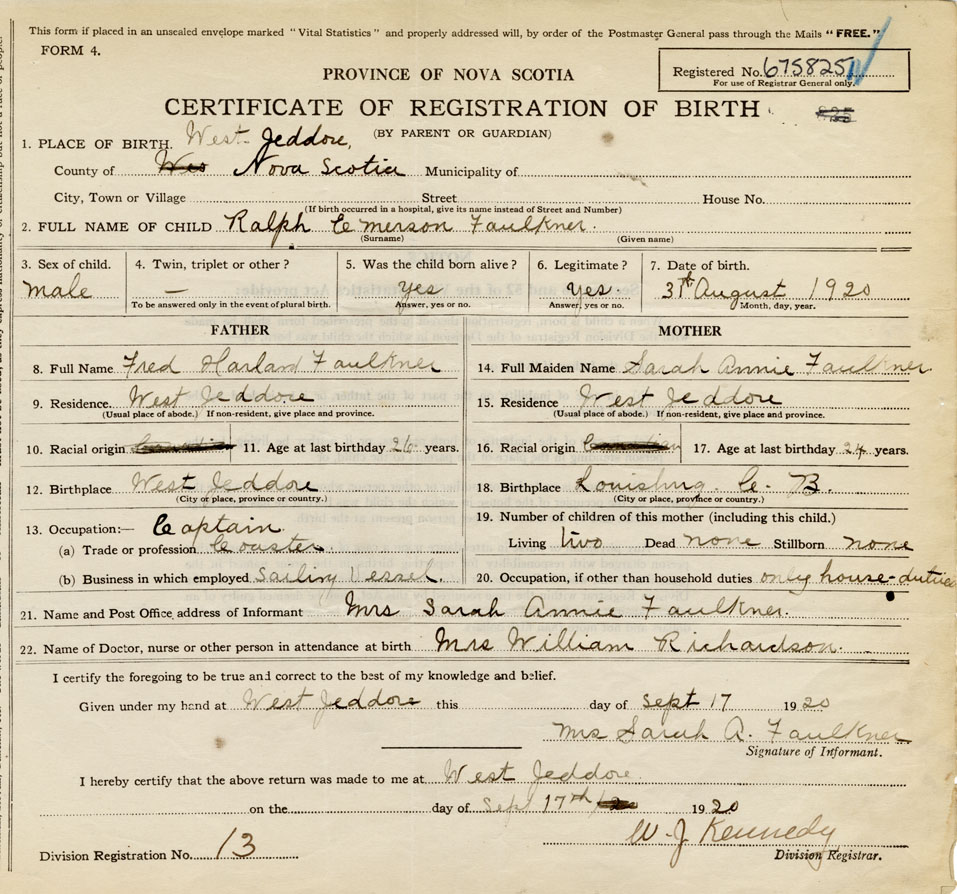 This form if placed in an unsealed envelope marked "Vital Statistics" and properly addressed will, by order of the Postmaster General pass through the Mails "FREE."
FORM 4.
Registered No. 675825
For use of Registrar General only.
PROVINCE OF NOVA SCOTIA
CERTIFICATE OF REGISTRATION OF BIRTH
(BY PARENT OR GUARDIAN)
1. PLACE OF BIRTH. West Jeddore,
County of Nova Scotia Municipality of
City, Town or Village Street House No.
(If birth occurred in a hospital, give its name instead of Street and Number)
2. FULL NAME OF CHILD Ralph Emerson Faulkner.
(Surname) (Given name)
3. Sex of child. 4. Twin, triplet or other? 5. Was the child born alive? 6. Legitimate? 7. Date of birth.
male — yes yes. 31st August 1920
To be answered only in the event of plural birth. Answer, yes or no. Answer, yes or no. Month, day, year.
FATHER
8. Full Name Fred Harland Faulkner
9. Residence. West Jeddore
(Usual place of abode.) If non-resident, give place and province.
10. Racial origin 11. Age at last birthday 26 years.
12. Birthplace West Jeddore
(City or place, province or country.)
13. Occupation:— Captain.
(a) Trade or profession Coaster.
(b) Business in which employed Sailing Vessel.
MOTHER
14. Full Maiden Name Sarah Annie Faulkner.
15. Residence West Jeddore
(Usual place of abode.) If non-resident, give place and province.
16. Racial origin 17. Age at last birthday 24 years.
18. Birthplace Louisburg. C. B.
(City or place, province or country.)
19. Number of children of this mother (including this child.)
Living two Dead none Stillborn none
20. Occupation, if other than household duties only house-duties
21. Name and Post Office address of Informant Mrs Sarah Annie Faulkner.
22. Name of Doctor, nurse or other person in attendance at birth Mrs William Richardson.
I certify the foregoing to be true and correct to the best of my knowledge and belief.
Given under my hand at West Jeddore this day of Sept 17 1920
Mrs Sarah A. Faulkner
Signature of Informant.
I hereby certify that the above return was made to me at West Jeddore
on the day of Sept 17th 1920
W. J. Kennedy
Division Registration No. 13 Division Registrar.